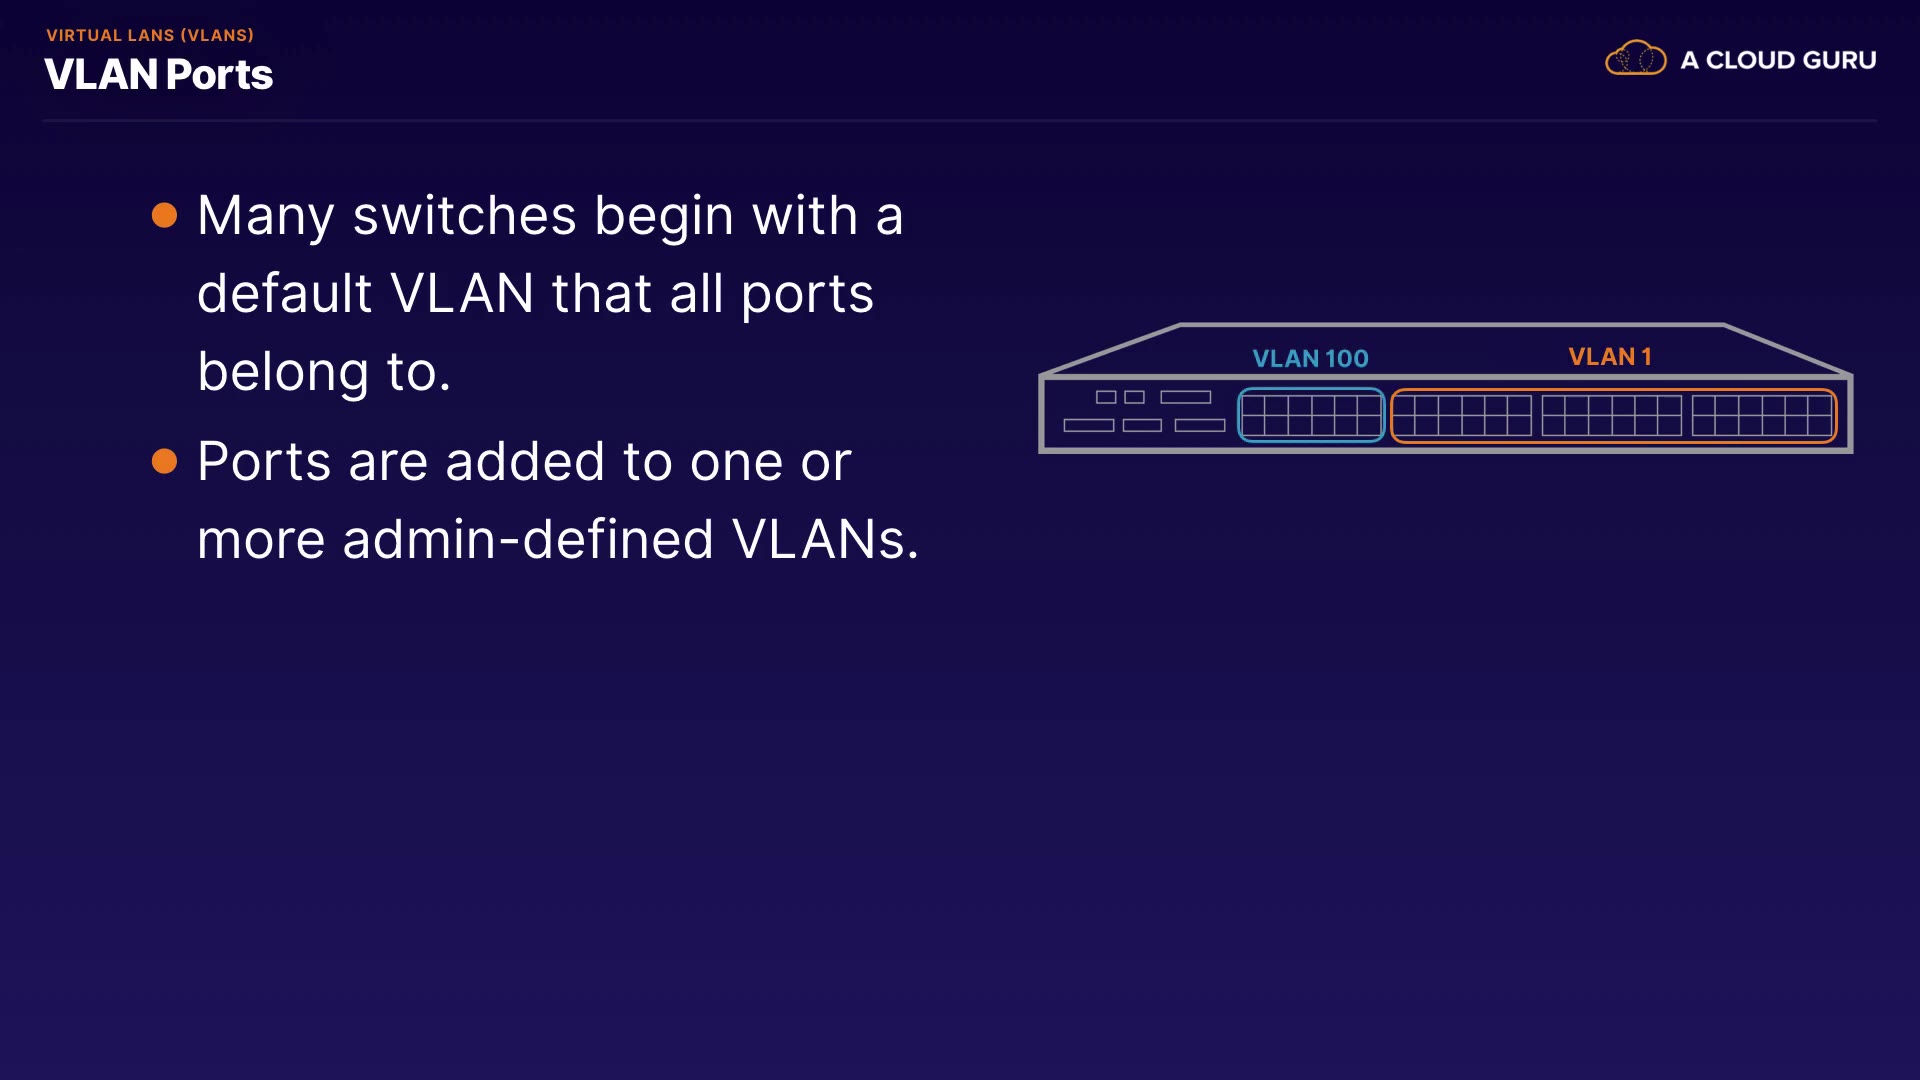 VIRTUAL LANS (VLANS)
VLAN Ports
A CLOUD GURU
Many switches begin with a
default VLAN that all ports
belong to.
Ports are added to one or
more admin-defined VLANs.
VLAN 100
VLAN 1